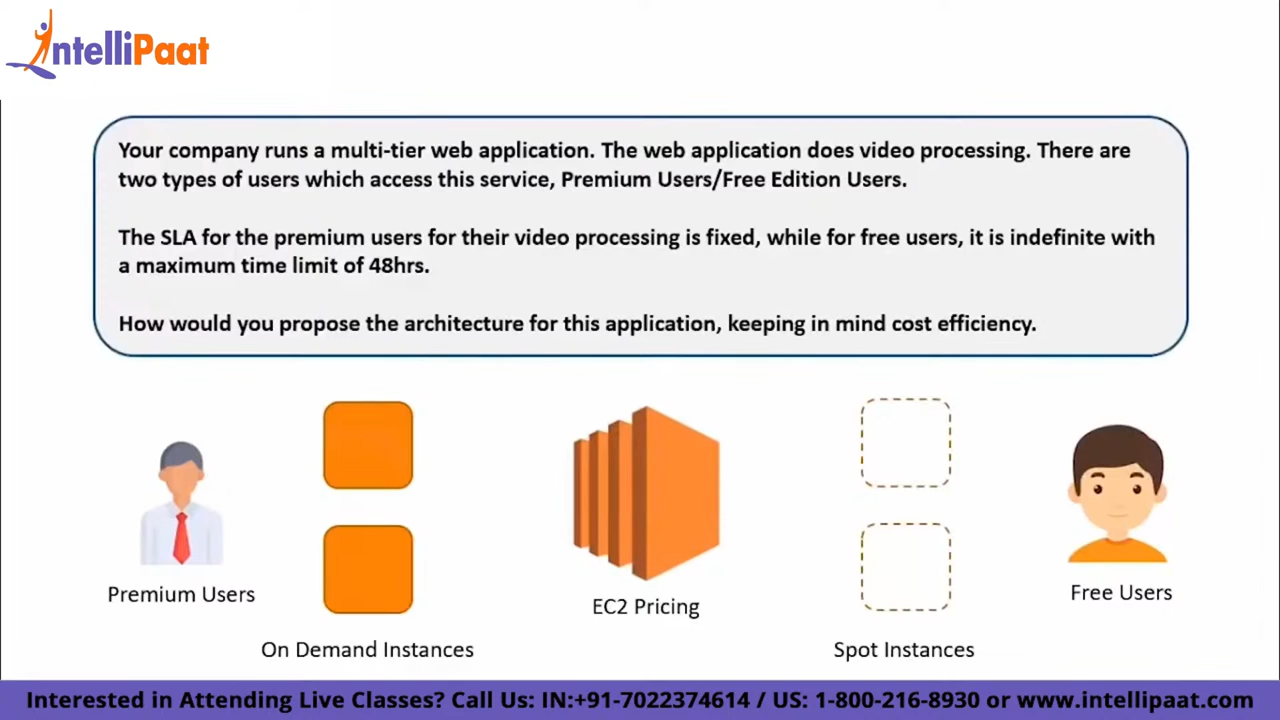 IntelliPaat
Your company runs a multi-tier web application. The web application does video processing. There are
two types of users which access this service, Premium Users/Free Edition Users.
The SLA for the premium users for their video processing is fixed, while for free users, it is indefinite with
a maximum time limit of 48hrs.
How would you propose the architecture for this application, keeping in mind cost efficiency.
Premium Users
On Demand Instances
EC2 Pricing
Spot Instances
Free Users
Interested in Attending Live Classes? Call Us: IN:+91-7022374614 / US: 1-800-216-8930 or www.intellipaat.com